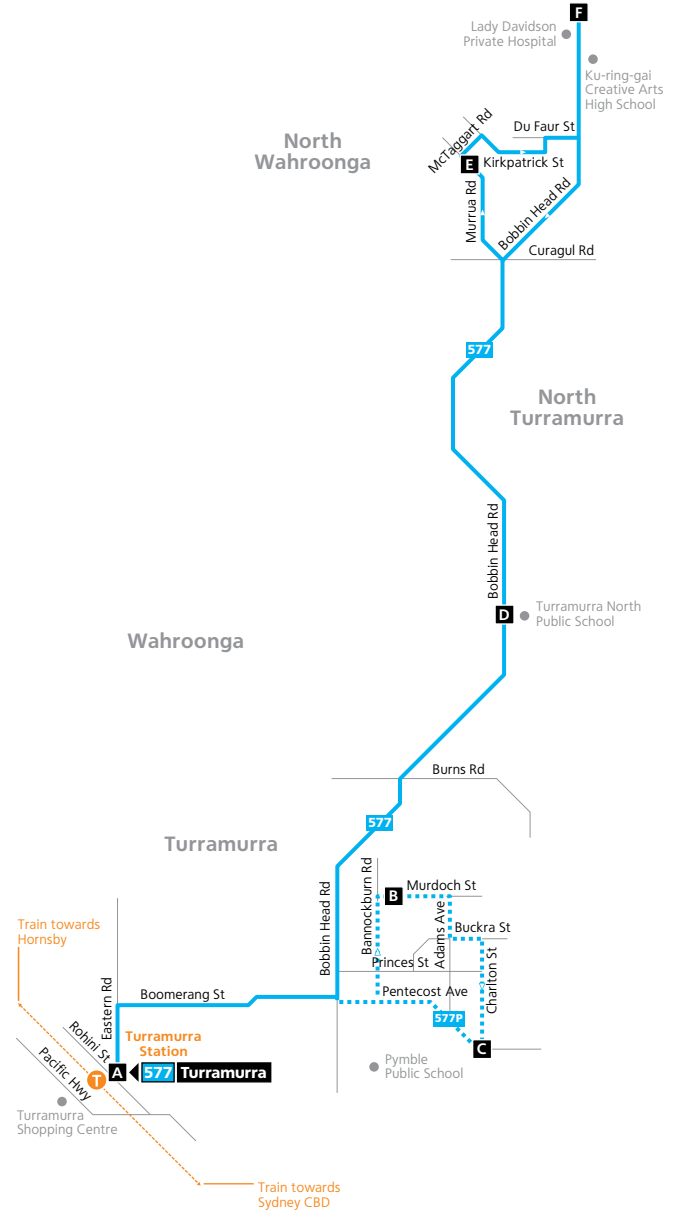 F
Lady Davidson
Private Hospital
Ku-ring-gai
Creative Arts
High School
North
Wahroonga
McTaggart Rd
Du Faur St
E
Kirkpatrick St
Murrua Rd
Bobbin Head Rd
Curagul Rd
577
North
Turramurra
Bobbin Head Rd
D
Turramurra North
Public School
Wahroonga
Burns Rd
577
Turramurra
Bobbin Head Rd
Bannockburn Rd
B
Murdoch St
Adams Ave
Buckra St
Princes St
Charlton St
Pentecost Ave
577P
C
Pymble
Public School
Train towards
Hornsby
Eastern Rd
Boomerang St
Rohini St
Turramurra
Station
Pacific Hwy
T
A
577 Turramurra
Turramurra
Shopping Centre
Train towards
Sydney CBD